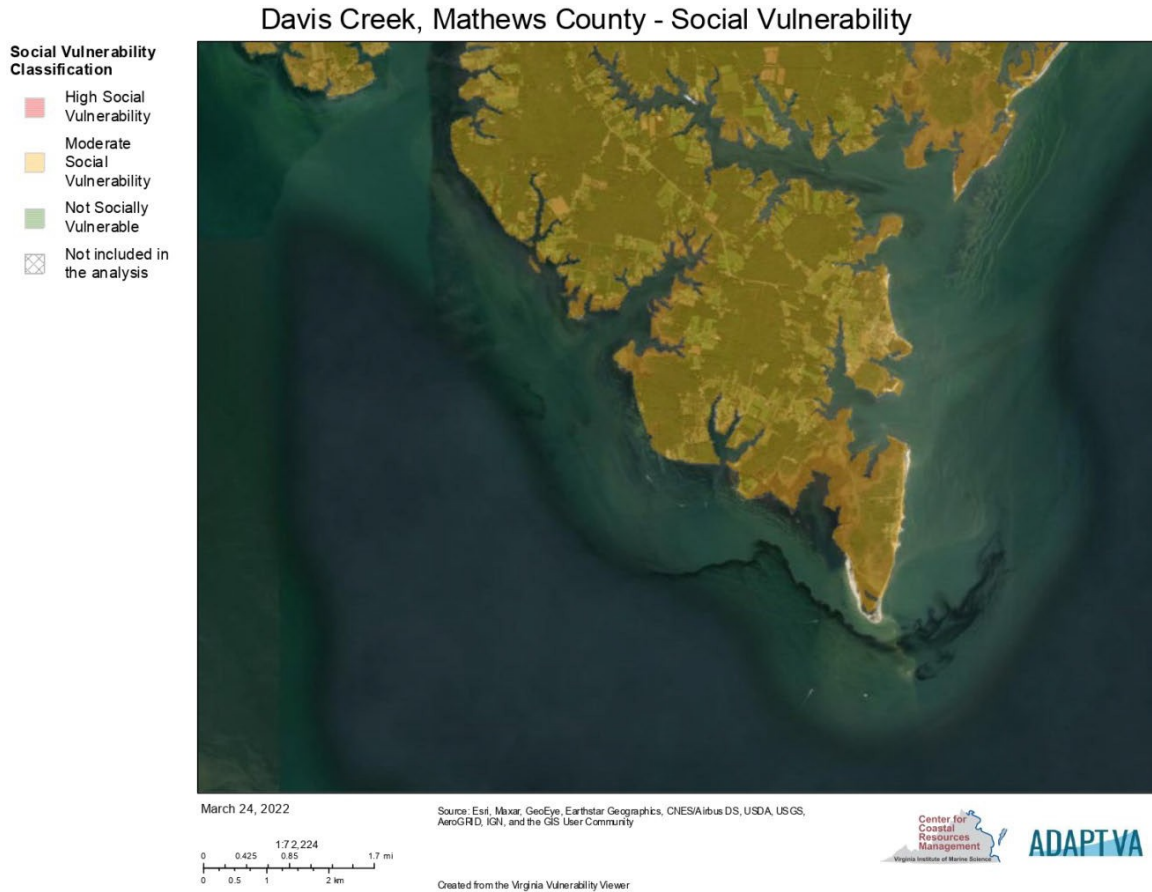 Davis Creek, Mathews County - Social Vulnerability
Social Vulnerability
Classification
High Social
Vulnerability
Moderate
Social
Vulnerability
Not Socially
Vulnerable
Not included in
the analysis
March 24, 2022
Source: Esri, Maxar, GeoEye, Earthstar Geographics, CNES/Airbus DS, USDA, USGS,
AeroGRID, IGN, and the GIS User Community
1:72,224
0 0.425 0.85 1.7 mi
0 0.5 1 2 km
Created from the Virginia Vulnerability Viewer
Center for
Coastal
Resources
Management
Virginia Institute of Marine Science
ADAPTVA